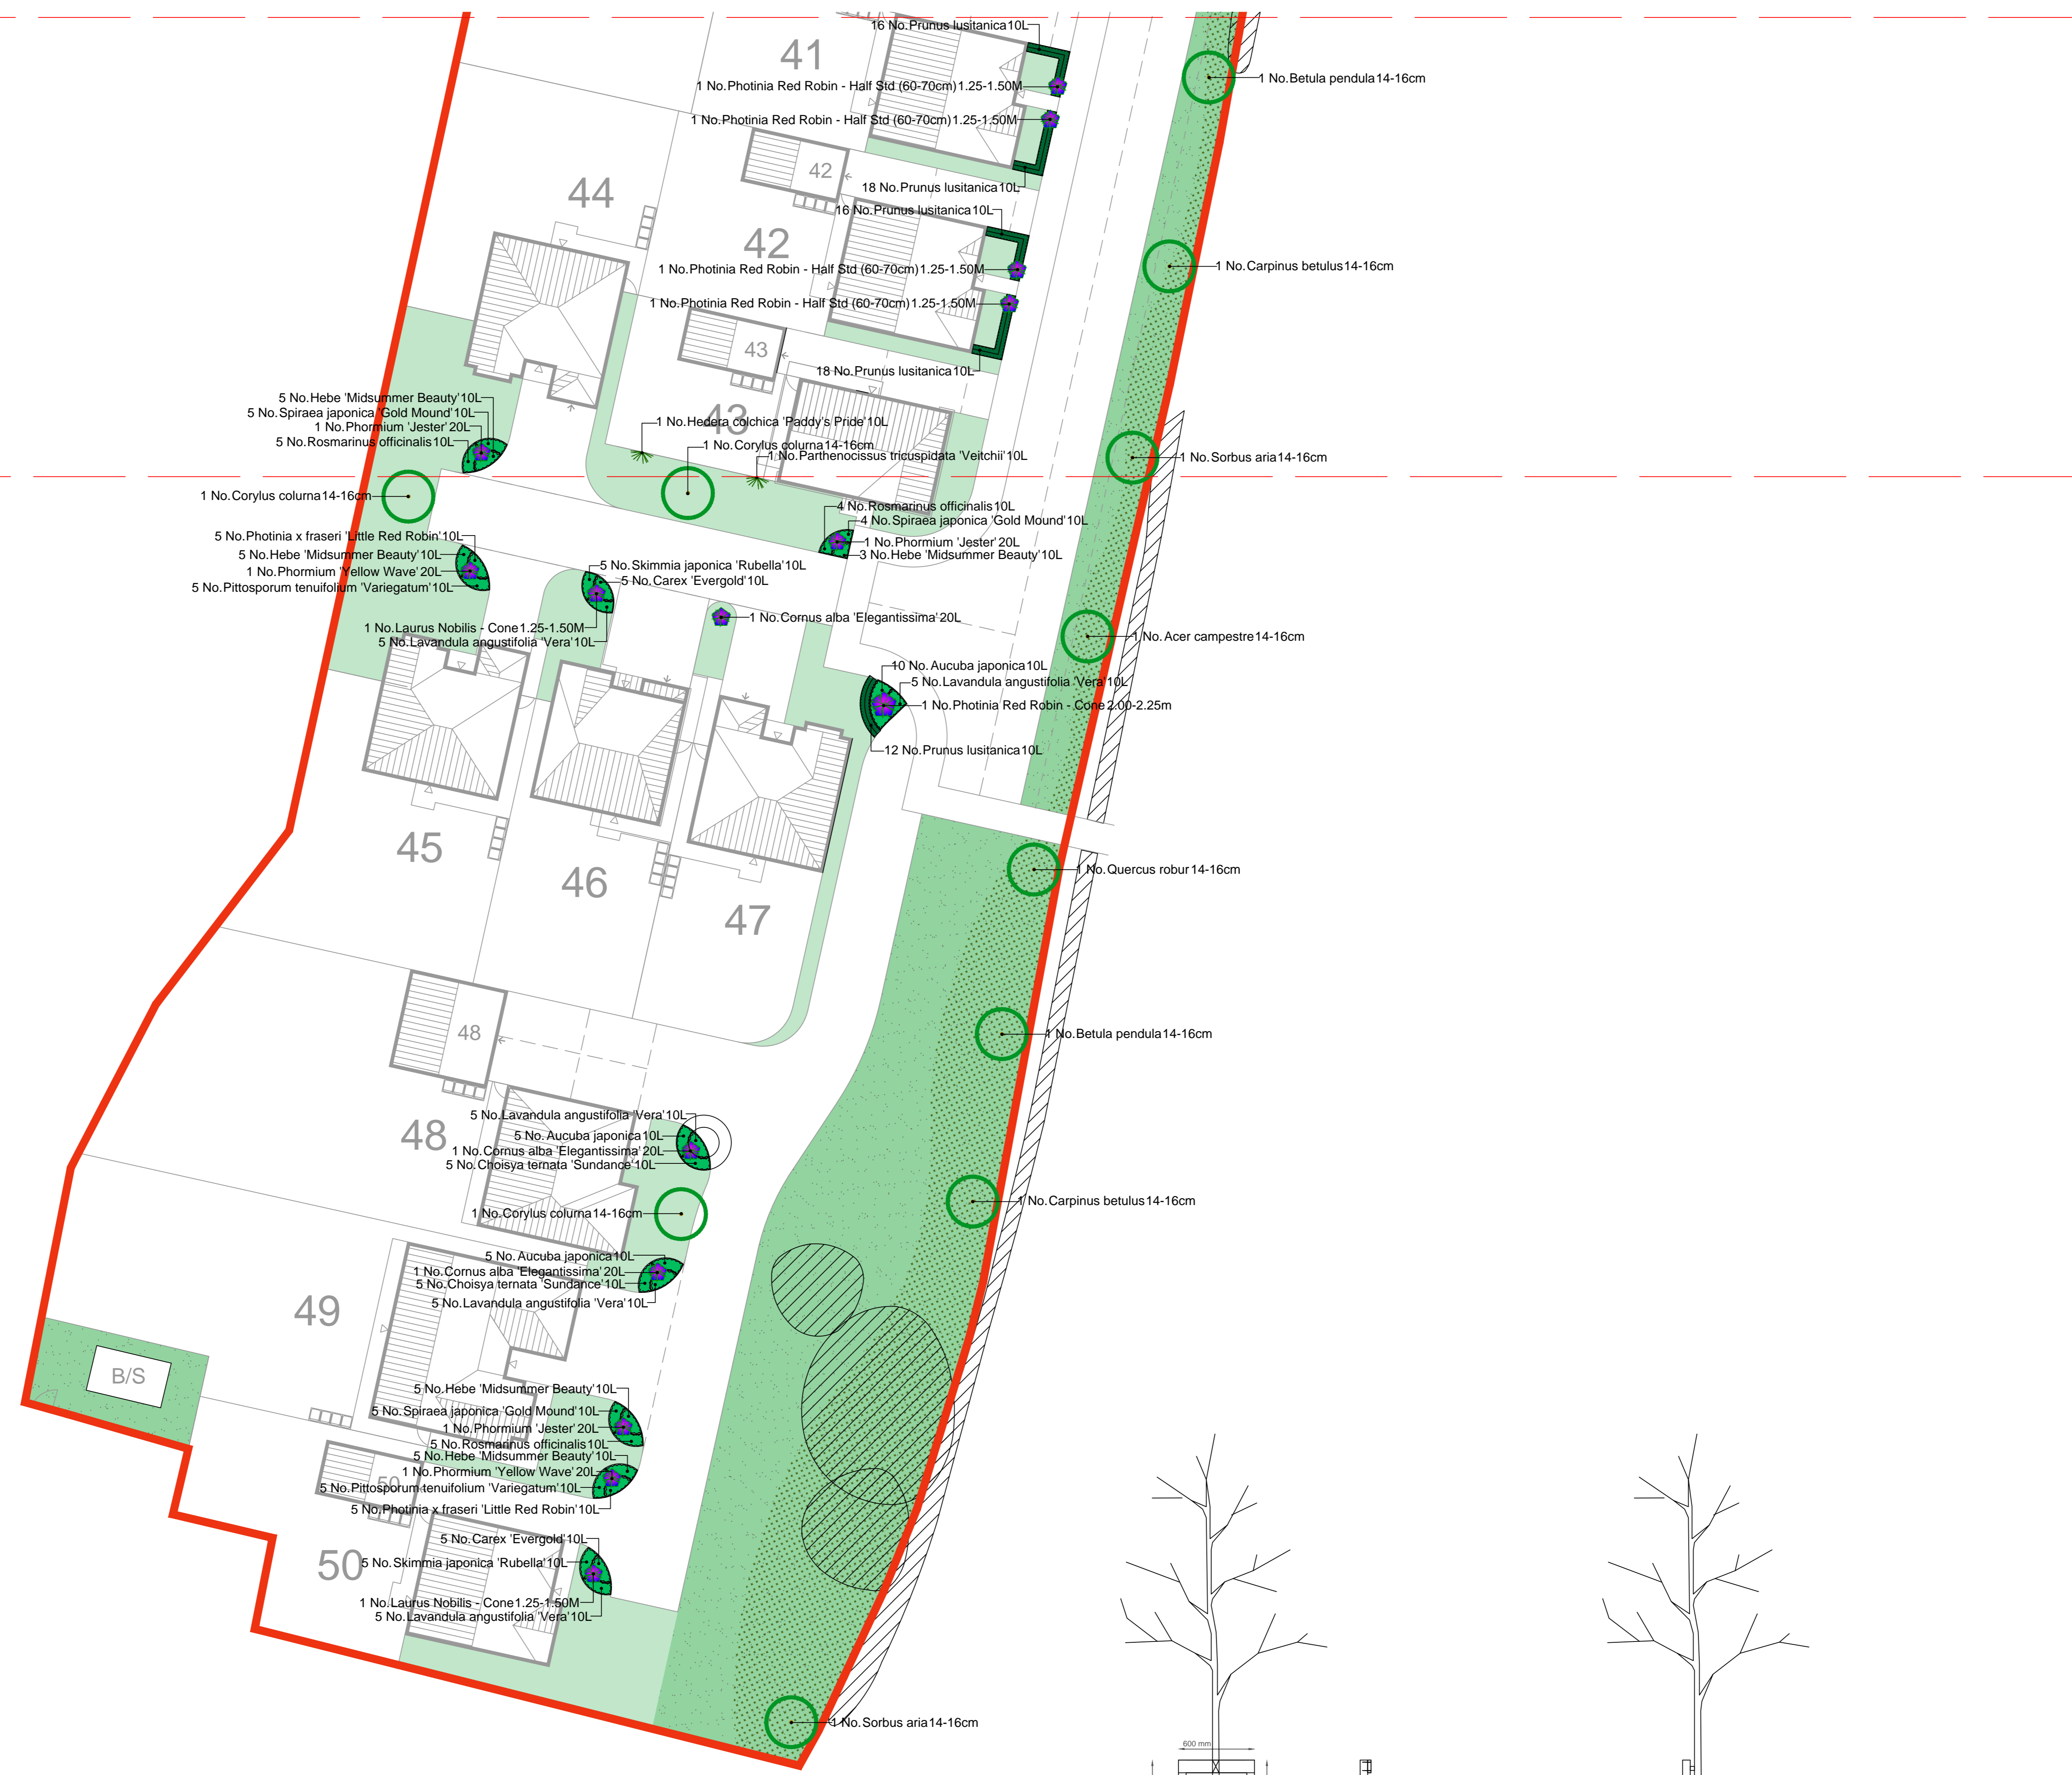 16 No. Prunus lusitanica 10L
41
1 No. Betula pendula 14-16cm
1 No. Photinia Red Robin - Half Std (60-70cm) 1.25-1.50M
1 No. Photinia Red Robin - Half Std (60-70cm) 1.25-1.50M
42
18 No. Prunus lusitanica 10L
44
16 No. Prunus lusitanica 10L
42
1 No. Photinia Red Robin - Half Std (60-70cm) 1.25-1.50M
1 No. Carpinus betulus 14-16cm
1 No. Photinia Red Robin - Half Std (60-70cm) 1.25-1.50M
43
18 No. Prunus lusitanica 10L
5 No. Hebe 'Midsummer Beauty' 10L
5 No. Spiraea japonica 'Gold Mound' 10L
1 No. Phormium 'Jester' 20L
5 No. Rosmarinus officinalis 10L
43
1 No. Hedera colchica 'Paddy's Pride' 10L
1 No. Corylus colurna 14-16cm
1 No. Parthenocissus tricuspidata 'Veitchii' 10L
1 No. Sorbus aria 14-16cm
1 No. Corylus colurna 14-16cm
4 No. Rosmarinus officinalis 10L
4 No. Spiraea japonica 'Gold Mound' 10L
1 No. Phormium 'Jester' 20L
3 No. Hebe 'Midsummer Beauty' 10L
5 No. Photinia x fraseri 'Little Red Robin' 10L
5 No. Hebe 'Midsummer Beauty' 10L
1 No. Phormium 'Yellow Wave' 20L
5 No. Pittosporum tenuifolium 'Variegatum' 10L
5 No. Skimmia japonica 'Rubella' 10L
5 No. Carex 'Evergold' 10L
1 No. Laurus Nobilis - Cone 1.25-1.50M
5 No. Lavandula angustifolia 'Vera' 10L
1 No. Cornus alba 'Elegantissima' 20L
1 No. Acer campestre 14-16cm
10 No. Aucuba japonica 10L
5 No. Lavandula angustifolia 'Vera' 10L
1 No. Photinia Red Robin - Cone 2.00-2.25m
12 No. Prunus lusitanica 10L
45
46
47
1 No. Quercus robur 14-16cm
48
1 No. Betula pendula 14-16cm
48
5 No. Lavandula angustifolia 'Vera' 10L
5 No. Aucuba japonica 10L
1 No. Cornus alba 'Elegantissima' 20L
5 No. Choisya ternata 'Sundance' 10L
1 No. Carpinus betulus 14-16cm
1 No. Corylus colurna 14-16cm
5 No. Aucuba japonica 10L
1 No. Cornus alba 'Elegantissima' 20L
5 No. Choisya ternata 'Sundance' 10L
5 No. Lavandula angustifolia 'Vera' 10L
49
B/S
5 No. Hebe 'Midsummer Beauty' 10L
5 No. Spiraea japonica 'Gold Mound' 10L
1 No. Phormium 'Jester' 20L
5 No. Rosmarinus officinalis 10L
5 No. Hebe 'Midsummer Beauty' 10L
1 No. Phormium 'Yellow Wave' 20L
50
5 No. Pittosporum tenuifolium 'Variegatum' 10L
5 No. Photinia x fraseri 'Little Red Robin' 10L
5 No. Carex 'Evergold' 10L
50
5 No. Skimmia japonica 'Rubella' 10L
1 No. Laurus Nobilis - Cone 1.25-1.50M
5 No. Lavandula angustifolia 'Vera' 10L
1 No. Sorbus aria 14-16cm
600 mm